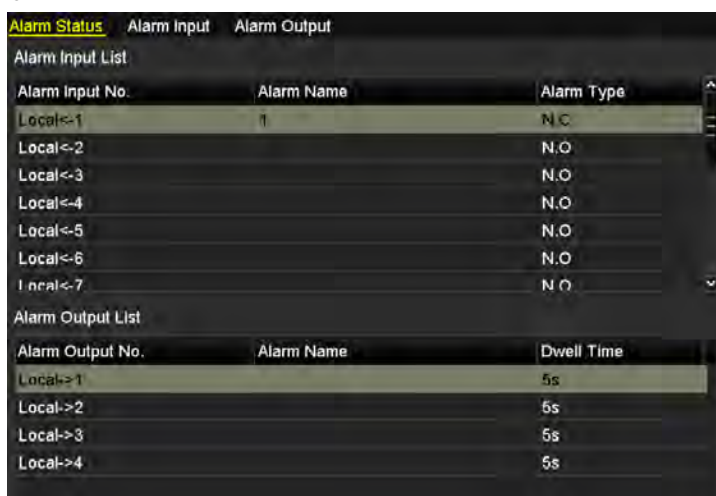 Alarm Status Alarm Input Alarm Output
Alarm Input List
Alarm Input No. Alarm Name Alarm Type
Local<-1 1 N.C
Local<-2 N.O
Local<-3 N.O
Local<-4 N.O
Local<-5 N.O
Local<-6 N.O
Local<-7 N.O
Alarm Output List
Alarm Output No. Alarm Name Dwell Time
Local->1 5s
Local->2 5s
Local->3 5s
Local->4 5s